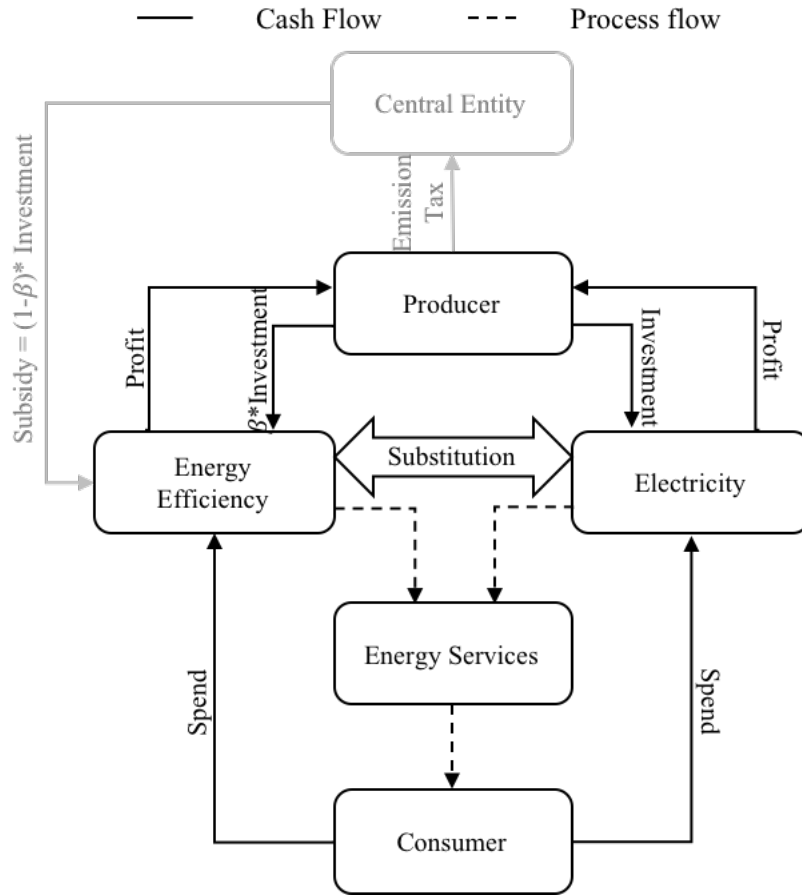 Cash Flow
Process flow
Central Entity
Subsidy = (1-β)* Investment
Emission
Tax
Producer
Profit
β*Investment
Investment
Profit
Energy
Efficiency
Substitution
Electricity
Energy Services
Spend
Spend
Consumer